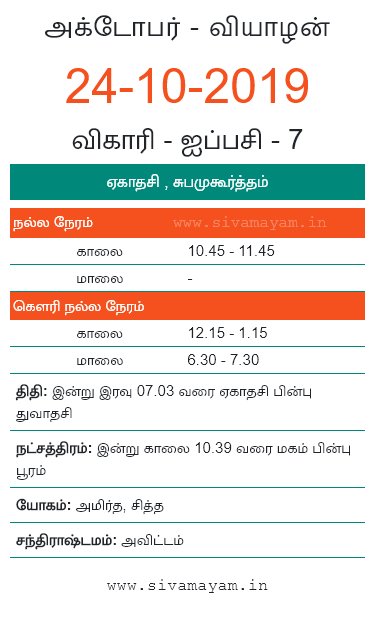 அக்டோபர் - வியாழன்
24-10-2019
விகாரி - ஐப்பசி - 7
ஏகாதசி , சுபமுகூர்த்தம்
நல்ல நேரம் www.sivamayam.in
காலை 10.45 - 11.45
மாலை -
கௌரி நல்ல நேரம்
காலை 12.15 - 1.15
மாலை 6.30 - 7.30
திதி: இன்று இரவு 07.03 வரை ஏகாதசி பின்பு
துவாதசி
நட்சத்திரம்: இன்று காலை 10.39 வரை மகம் பின்பு
பூரம்
யோகம்: அமிர்த, சித்த
சந்திராஷ்டமம்: அவிட்டம்
www.sivamayam.in